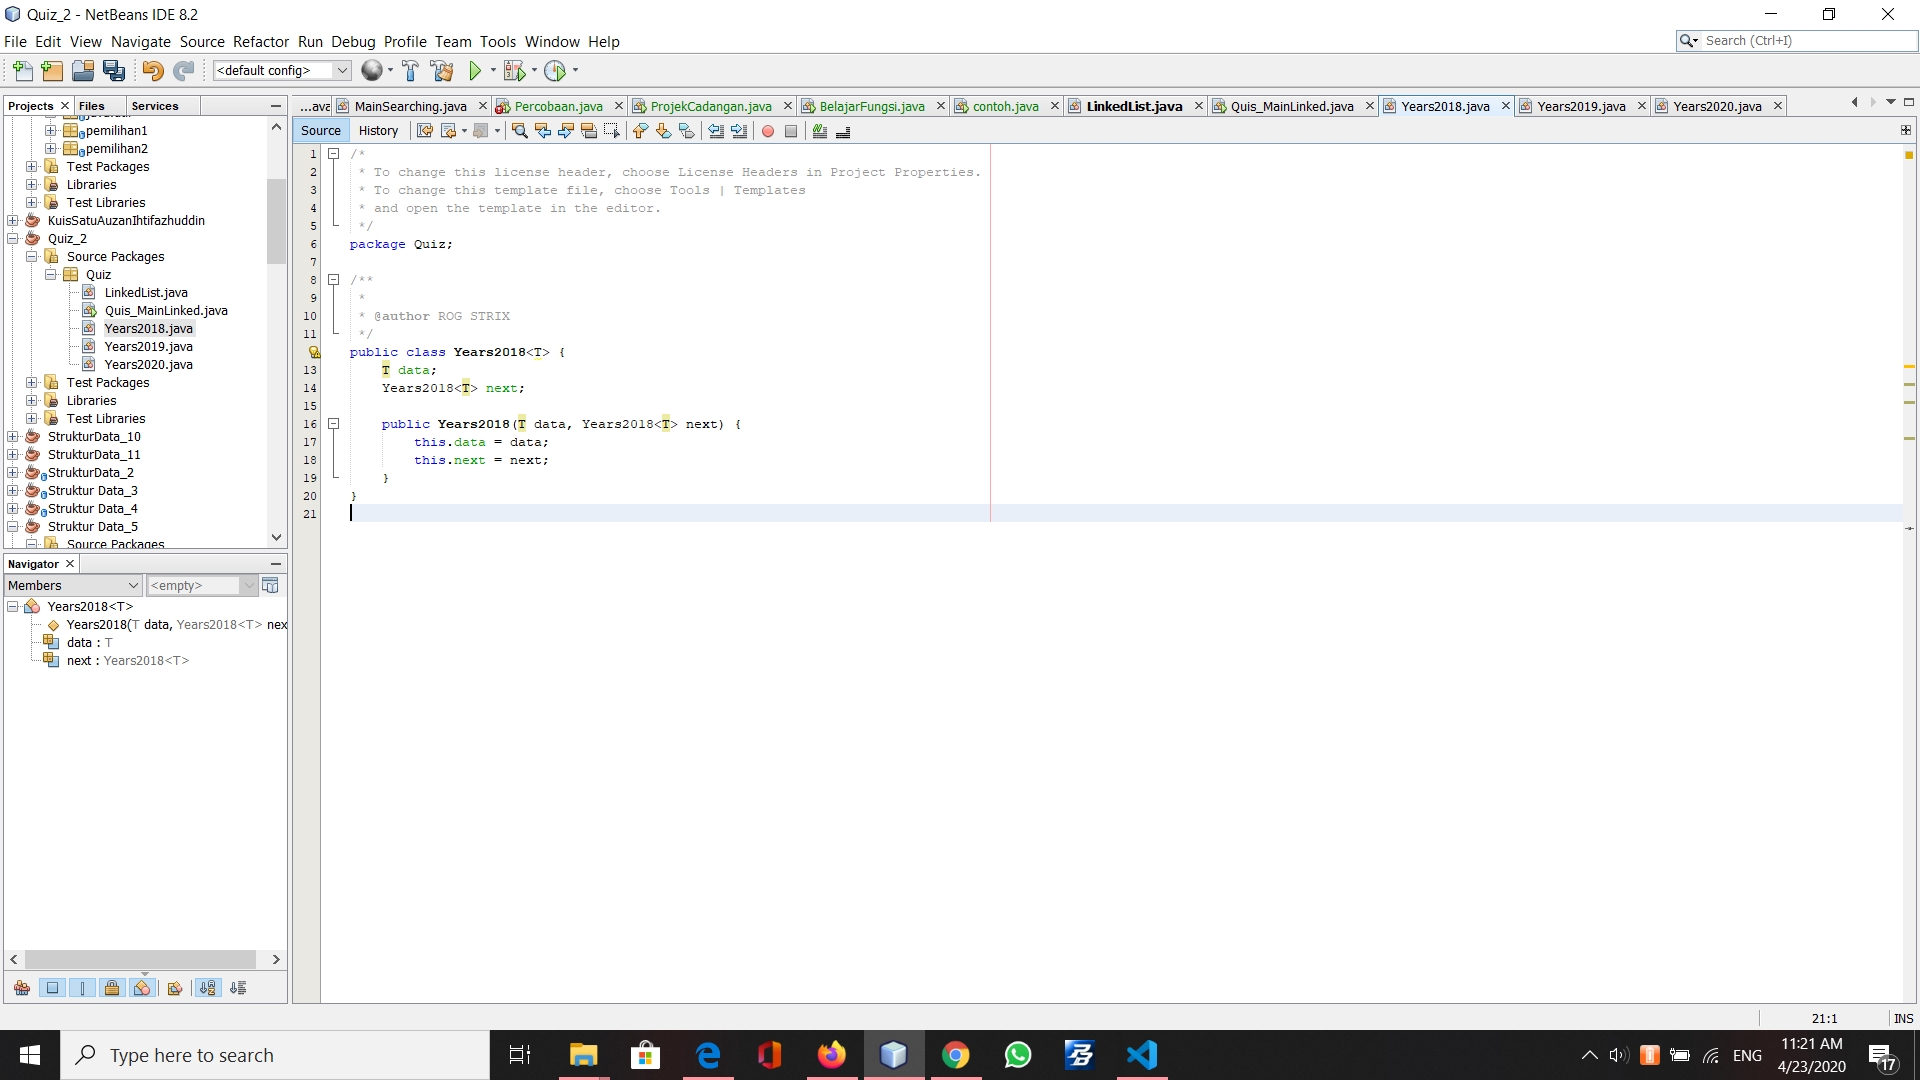 Quiz_2 - NetBeans IDE 8.2
File Edit View Navigate Source Refactor Run Debug Profile Team Tools Window Help
Search (Ctrl+I)
<default config>
Projects Files Services
...ava MainSearching.java Percobaan.java ProjekCadangan.java BelajarFungsi.java contoh.java LinkedList.java Quis_MainLinked.java Years2018.java Years2019.java Years2020.java
Source History
pemilihan1
pemilihan2
Test Packages
Libraries
Test Libraries
KuisSatuAuzanIhtifazhuddin
Quiz_2
Source Packages
Quiz
LinkedList.java
Quis_MainLinked.java
Years2018.java
Years2019.java
Years2020.java
Test Packages
Libraries
Test Libraries
StrukturData_10
StrukturData_11
StrukturData_2
Struktur Data_3
Struktur Data_4
Struktur Data_5
Source Packages
1 /*
2 * To change this license header, choose License Headers in Project Properties.
3 * To change this template file, choose Tools | Templates
4 * and open the template in the editor.
5 */
6 package Quiz;
7
8 /**
9 *
10 * @author ROG STRIX
11 */
public class Years2018<T> {
13 T data;
14 Years2018<T> next;
15
16 public Years2018(T data, Years2018<T> next) {
17 this.data = data;
18 this.next = next;
19 }
20 }
21
Navigator
Members <empty>
Years2018<T>
Years2018(T data, Years2018<T> nex
data : T
next : Years2018<T>
21:1 INS
Type here to search
ENG
11:21 AM
4/23/2020
17